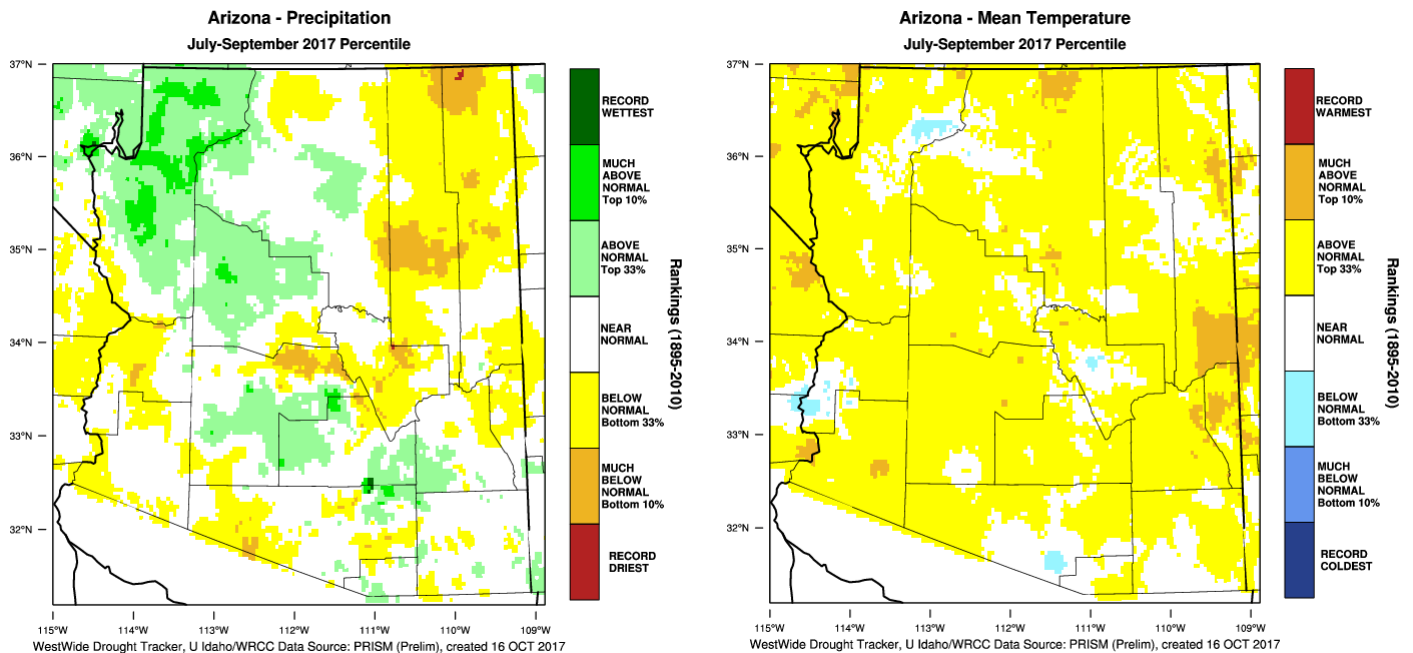 Arizona - Precipitation
July-September 2017 Percentile
37°N
36°N
35°N
34°N
33°N
32°N
115°W
114°W
113°W
112°W
111°W
110°W
109°W
RECORD
WETTEST
MUCH
ABOVE
NORMAL
Top 10%
ABOVE
NORMAL
Top 33%
NEAR
NORMAL
BELOW
NORMAL
Bottom 33%
MUCH
BELOW
NORMAL
Bottom 10%
RECORD
DRIEST
Rankings (1895-2010)
WestWide Drought Tracker, U Idaho/WRCC Data Source: PRISM (Prelim), created 16 OCT 2017
Arizona - Mean Temperature
July-September 2017 Percentile
37°N
36°N
35°N
34°N
33°N
32°N
115°W
114°W
113°W
112°W
111°W
110°W
109°W
RECORD
WARMEST
MUCH
ABOVE
NORMAL
Top 10%
ABOVE
NORMAL
Top 33%
NEAR
NORMAL
BELOW
NORMAL
Bottom 33%
MUCH
BELOW
NORMAL
Bottom 10%
RECORD
COLDEST
Rankings (1895-2010)
WestWide Drought Tracker, U Idaho/WRCC Data Source: PRISM (Prelim), created 16 OCT 2017